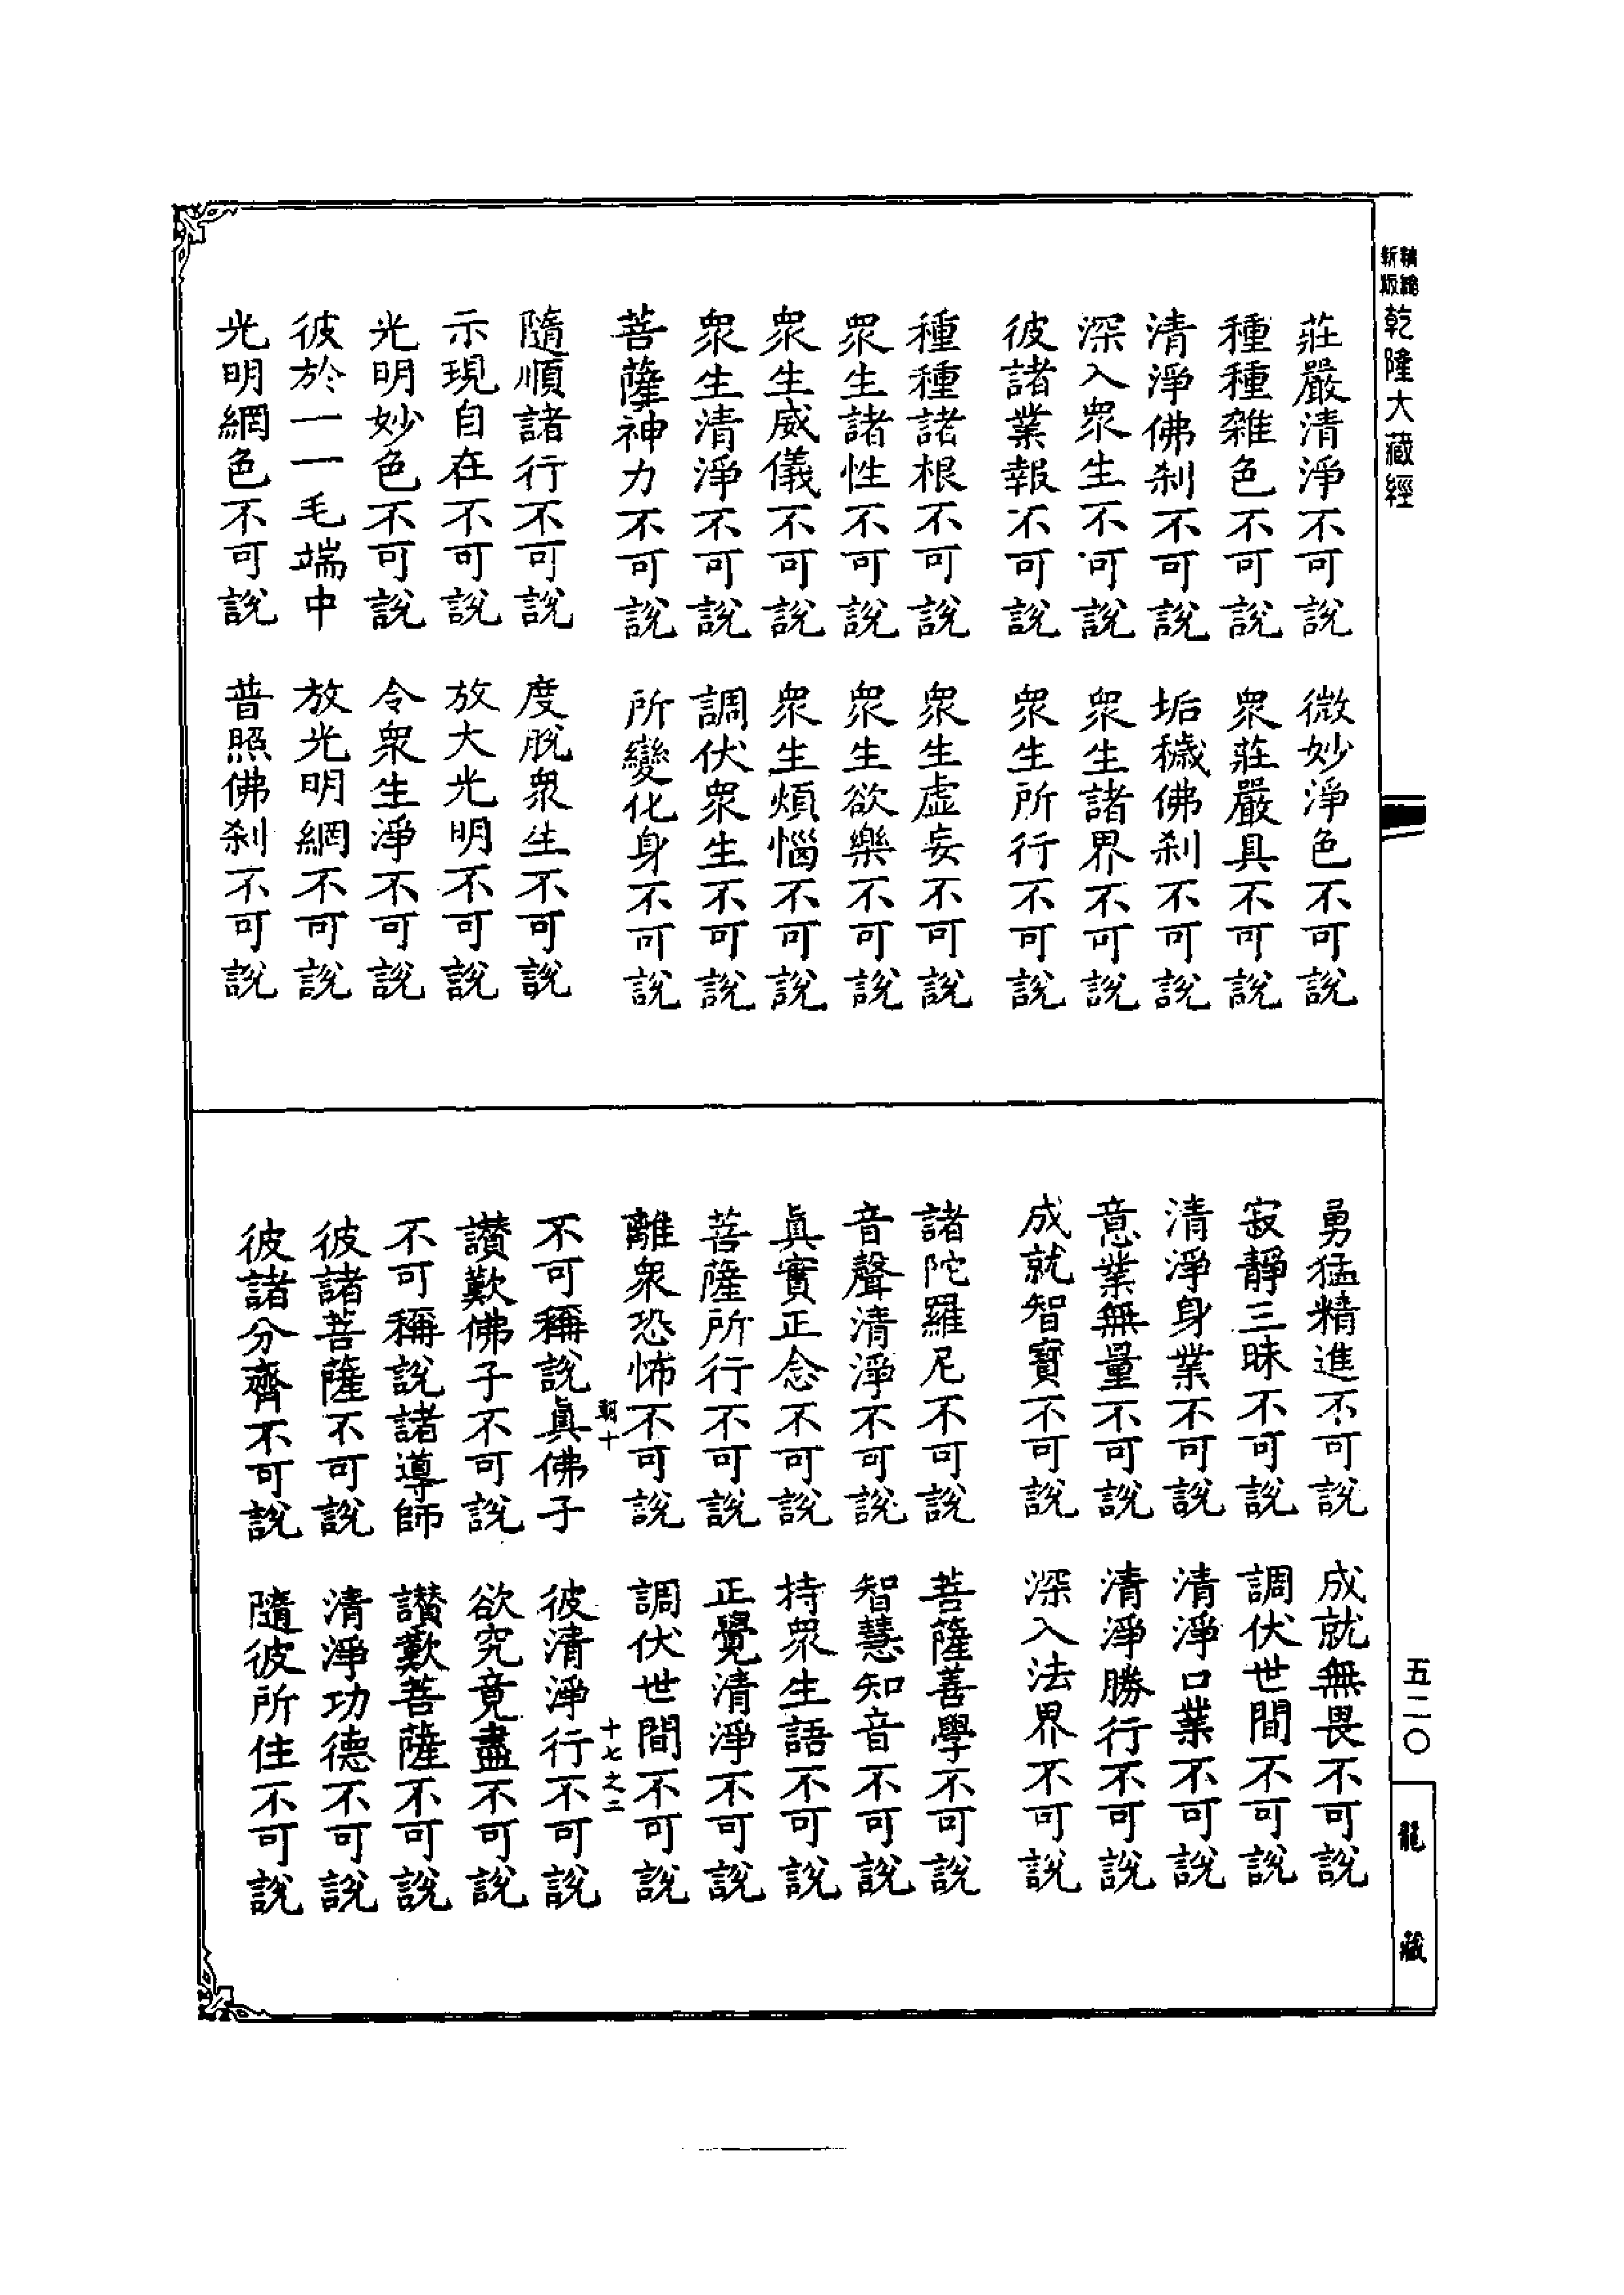 精縮新版乾隆大藏經
莊嚴清淨不可說 微妙淨色不可說
種種雜色不可說 衆莊嚴具不可說
清淨佛刹不可說 垢穢佛刹不可說
深入衆生不可說 衆生諸界不可說
彼諸業報不可說 衆生所行不可說
種種諸根不可說 衆生虛妄不可說
衆生諸性不可說 衆生欲樂不可說
衆生威儀不可說 衆生煩惱不可說
衆生清淨不可說 調伏衆生不可說
菩薩神力不可說 所變化身不可說
隨順諸行不可說 度脫衆生不可說
示現自在不可說 放大光明不可說
光明妙色不可說 令衆生淨不可說
彼於一一毛端中 放光明網不可說
光明網色不可說 普照佛刹不可說
勇猛精進不可說 成就無畏不可說
寂靜三昧不可說 調伏世間不可說
清淨身業不可說 清淨口業不可說
意業無量不可說 清淨勝行不可說
成就智寶不可說 深入法界不可說
諸陀羅尼不可說 菩薩善學不可說
音聲清淨不可說 智慧知音不可說
眞實正念不可說 持衆生語不可說
菩薩所行不可說 正覺清淨不可說
離衆恐怖不可說 調伏世間不可說
朝十 十七之二
不可稱說眞佛子 彼清淨行不可說
讚歎佛子不可說 欲究竟盡不可說
不可稱說諸導師 讚歎菩薩不可說
彼諸菩薩不可說 清淨功德不可說
彼諸分齊不可說 隨彼所住不可說
五二〇
龍藏